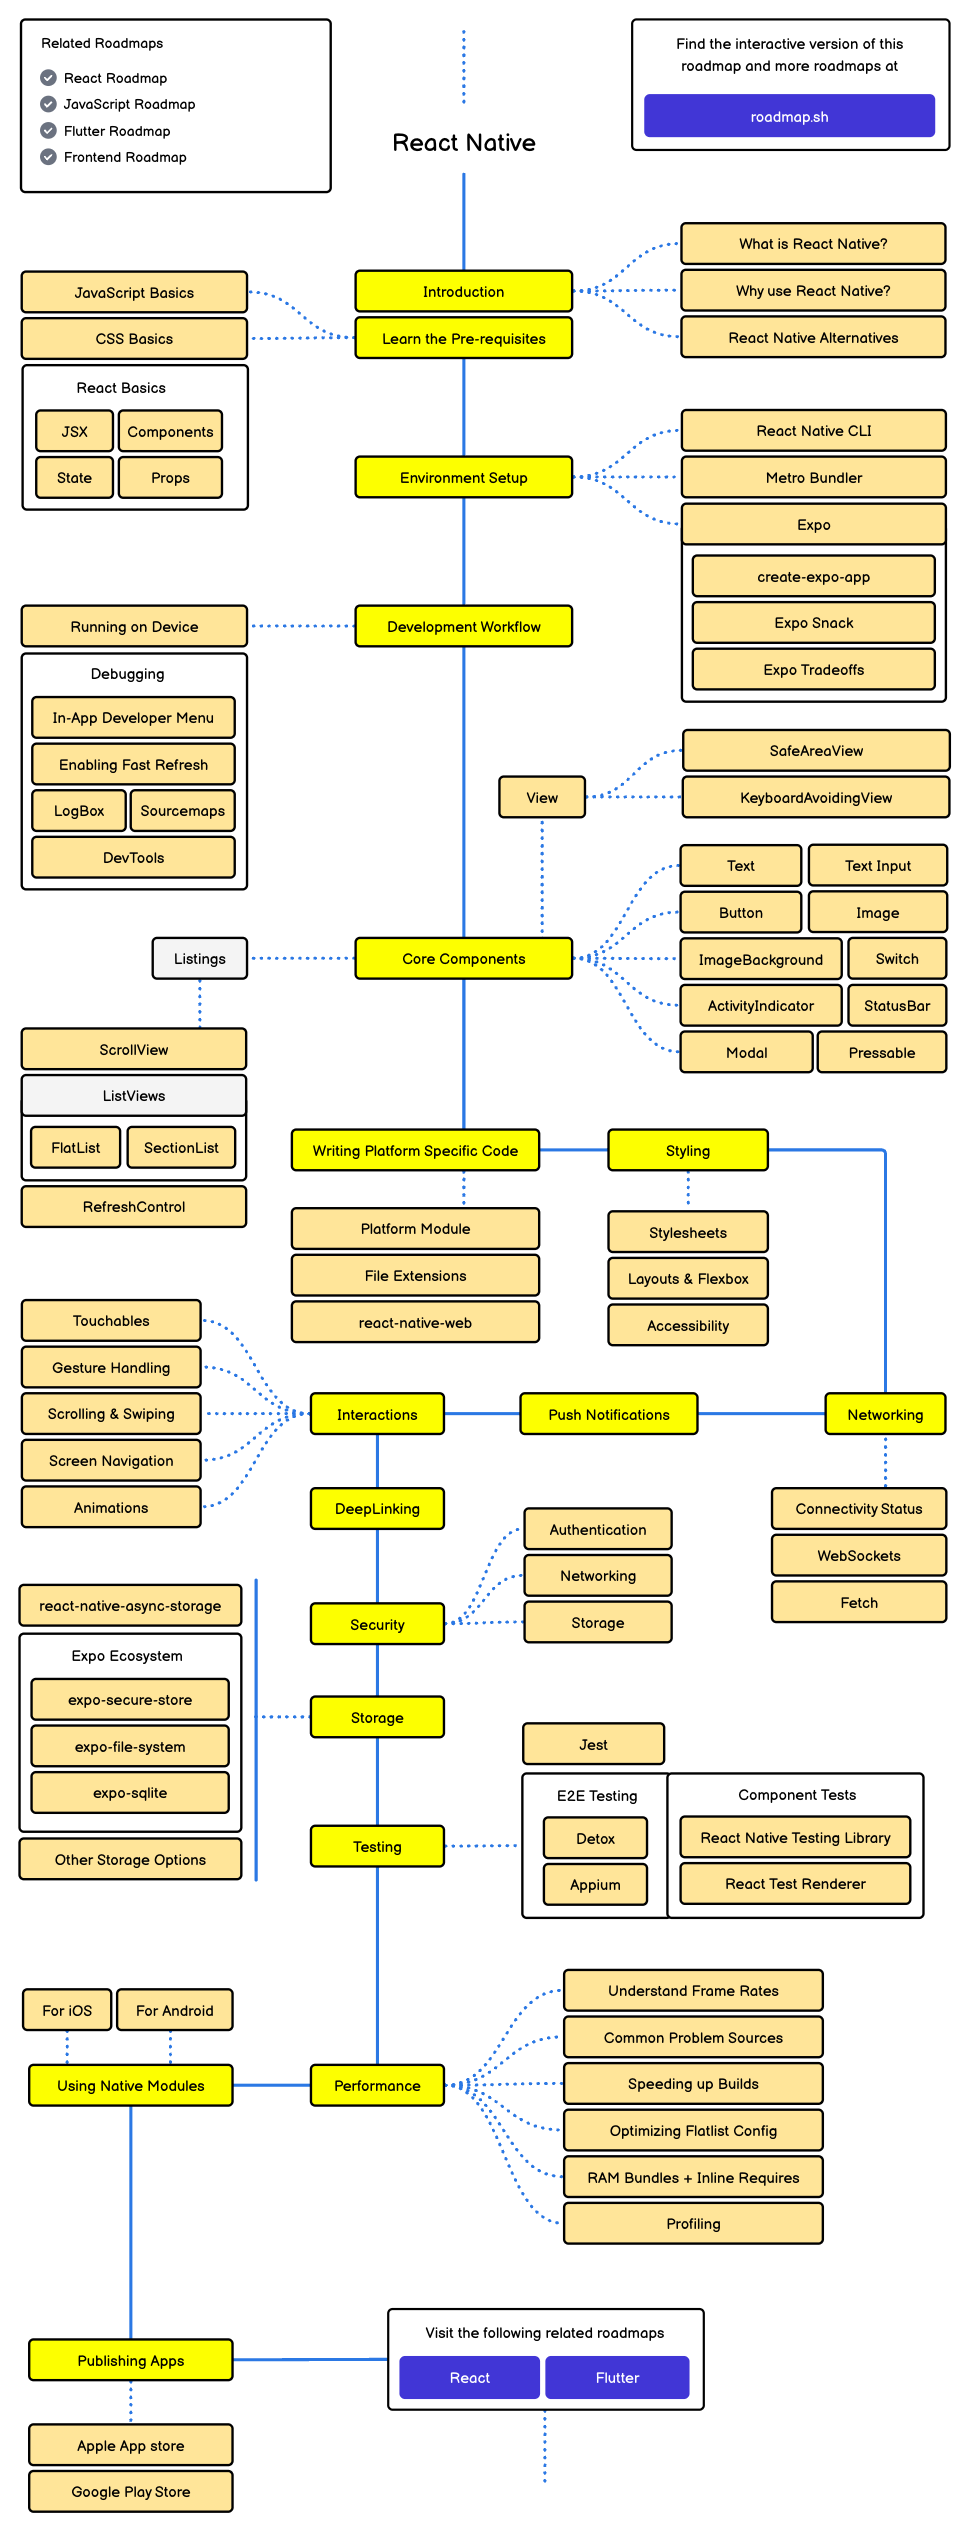 Related Roadmaps
React Roadmap
JavaScript Roadmap
Flutter Roadmap
Frontend Roadmap
React Native
Find the interactive version of this
roadmap and more roadmaps at
roadmap.sh
What is React Native?
Why use React Native?
React Native Alternatives
Introduction
Learn the Pre-requisites
JavaScript Basics
CSS Basics
React Basics
JSX
Components
State
Props
Environment Setup
React Native CLI
Metro Bundler
Expo
create-expo-app
Expo Snack
Expo Tradeoffs
Development Workflow
Running on Device
Debugging
In-App Developer Menu
Enabling Fast Refresh
LogBox
Sourcemaps
DevTools
View
SafeAreaView
KeyboardAvoidingView
Core Components
Text
Text Input
Button
Image
ImageBackground
Switch
ActivityIndicator
StatusBar
Modal
Pressable
Listings
ScrollView
ListViews
FlatList
SectionList
RefreshControl
Writing Platform Specific Code
Platform Module
File Extensions
react-native-web
Styling
Stylesheets
Layouts & Flexbox
Accessibility
Networking
Connectivity Status
WebSockets
Fetch
Push Notifications
Interactions
Touchables
Gesture Handling
Scrolling & Swiping
Screen Navigation
Animations
DeepLinking
Security
Authentication
Networking
Storage
Storage
react-native-async-storage
Expo Ecosystem
expo-secure-store
expo-file-system
expo-sqlite
Other Storage Options
Testing
Jest
E2E Testing
Detox
Appium
Component Tests
React Native Testing Library
React Test Renderer
Performance
Understand Frame Rates
Common Problem Sources
Speeding up Builds
Optimizing Flatlist Config
RAM Bundles + Inline Requires
Profiling
For iOS
For Android
Using Native Modules
Publishing Apps
Apple App store
Google Play Store
Visit the following related roadmaps
React
Flutter